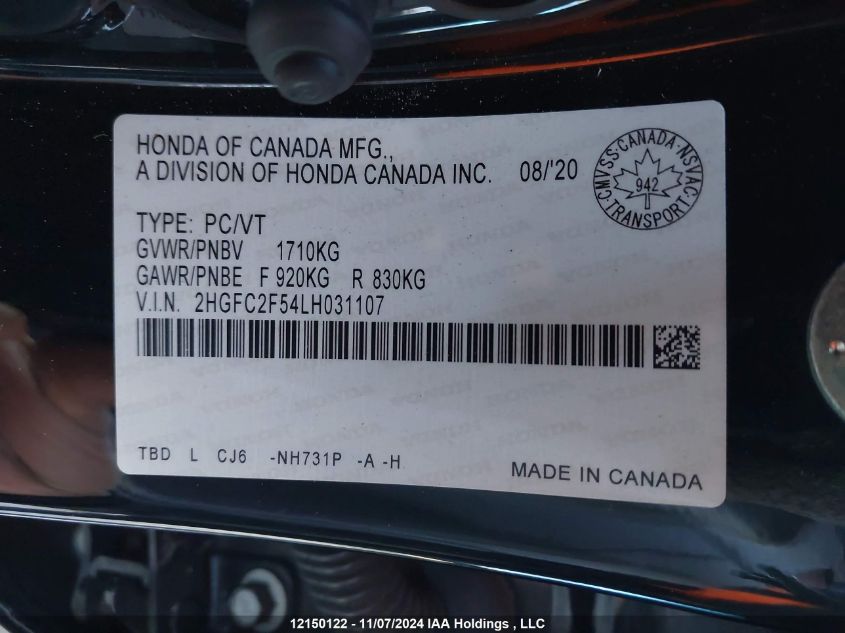 HONDA OF CANADA MFG.,
A DIVISION OF HONDA CANADA INC. 08/'20
CMVSS·CANADA·NSVAC·TRANSPORT·
942
TYPE: PC/VT
GVWR/PNBV 1710KG
GAWR/PNBE F 920KG R 830KG
V.I.N. 2HGFC2F54LH031107
TBD L CJ6 -NH731P -A -H
MADE IN CANADA
12150122 - 11/07/2024 IAA Holdings , LLC